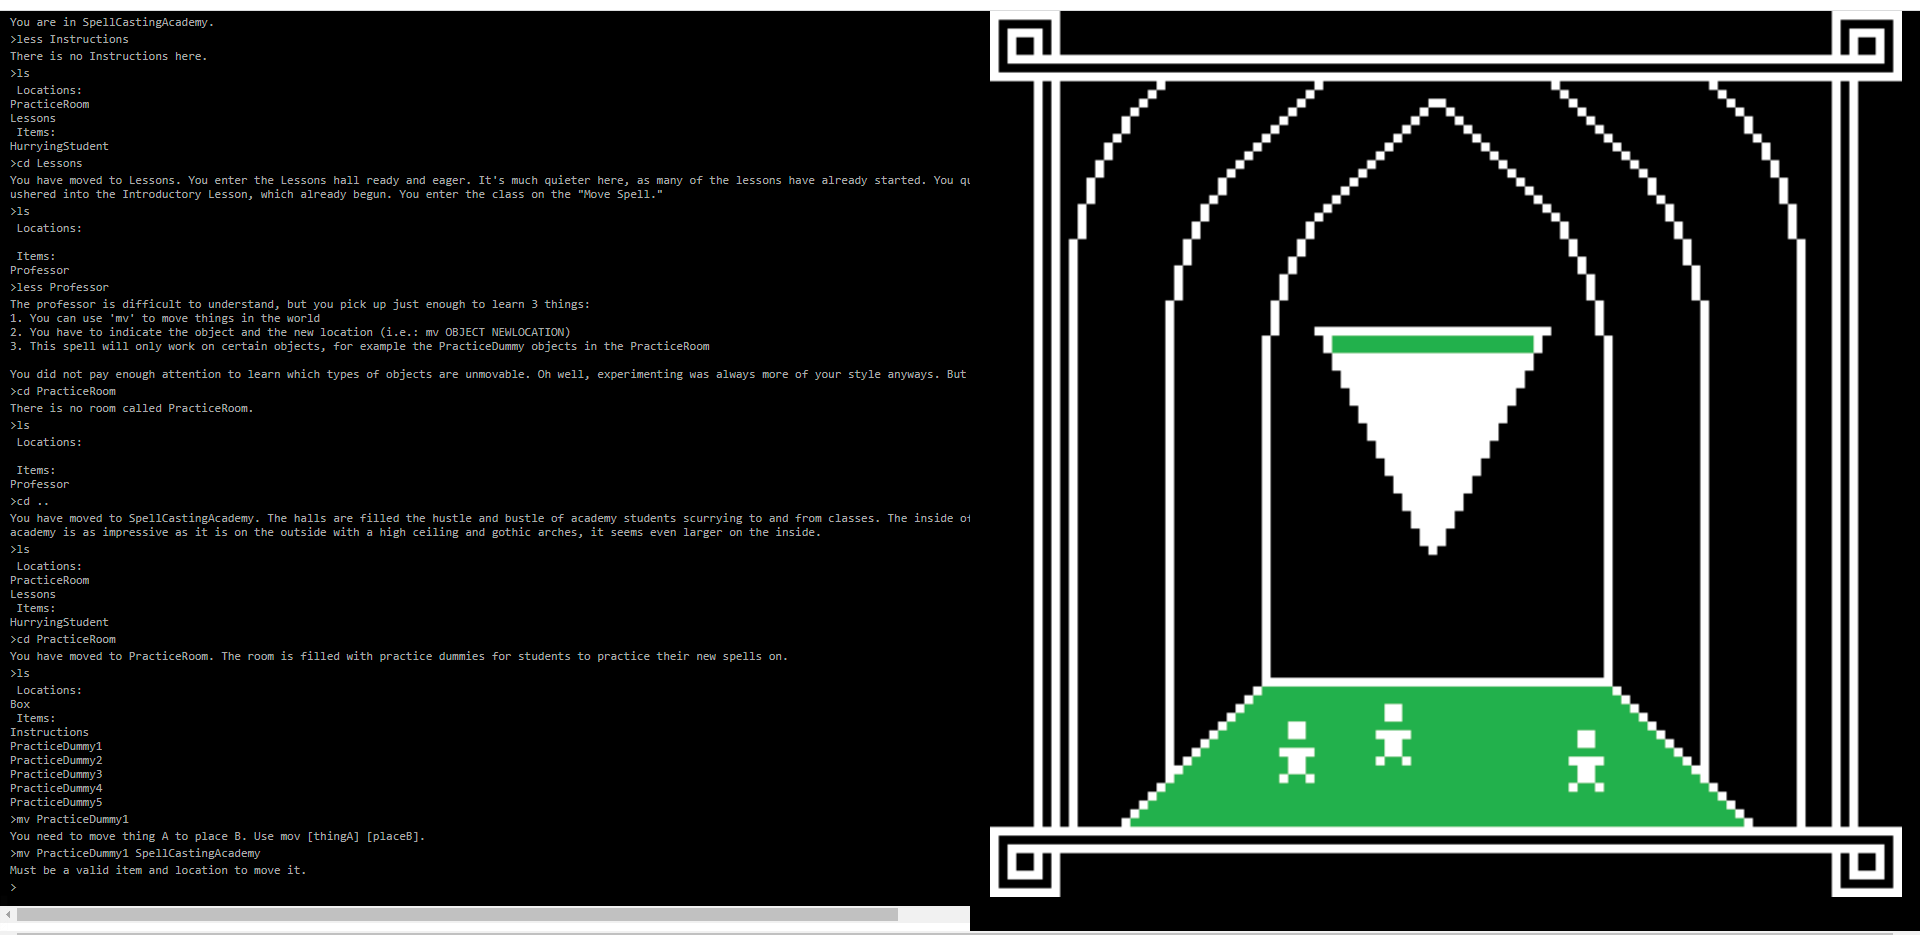 You are in SpellCastingAcademy.
>less Instructions
There is no Instructions here.
>ls
Locations:
PracticeRoom
Lessons
Items:
HurryingStudent
>cd Lessons
You have moved to Lessons. You enter the Lessons hall ready and eager. It's much quieter here, as many of the lessons have already started. You
ushered into the Introductory Lesson, which already begun. You enter the class on the "Move Spell."
>ls
Locations:
Items:
Professor
>less Professor
The professor is difficult to understand, but you pick up just enough to learn 3 things:
1. You can use 'mv' to move things in the world
2. You have to indicate the object and the new location (i.e.: mv OBJECT NEWLOCATION)
3. This spell will only work on certain objects, for example the PracticeDummy objects in the PracticeRoom
You did not pay enough attention to learn which types of objects are unmovable. Oh well, experimenting was always more of your style anyways. But
>cd PracticeRoom
There is no room called PracticeRoom.
>ls
Locations:
Items:
Professor
>cd ..
You have moved to SpellCastingAcademy. The halls are filled the hustle and bustle of academy students scurrying to and from classes. The inside of
academy is as impressive as it is on the outside with a high ceiling and gothic arches, it seems even larger on the inside.
>ls
Locations:
PracticeRoom
Lessons
Items:
HurryingStudent
>cd PracticeRoom
You have moved to PracticeRoom. The room is filled with practice dummies for students to practice their new spells on.
>ls
Locations:
Box
Items:
Instructions
PracticeDummy1
PracticeDummy2
PracticeDummy3
PracticeDummy4
PracticeDummy5
>mv PracticeDummy1
You need to move thing A to place B. Use mov [thingA] [placeB].
>mv PracticeDummy1 SpellCastingAcademy
Must be a valid item and location to move it.
>